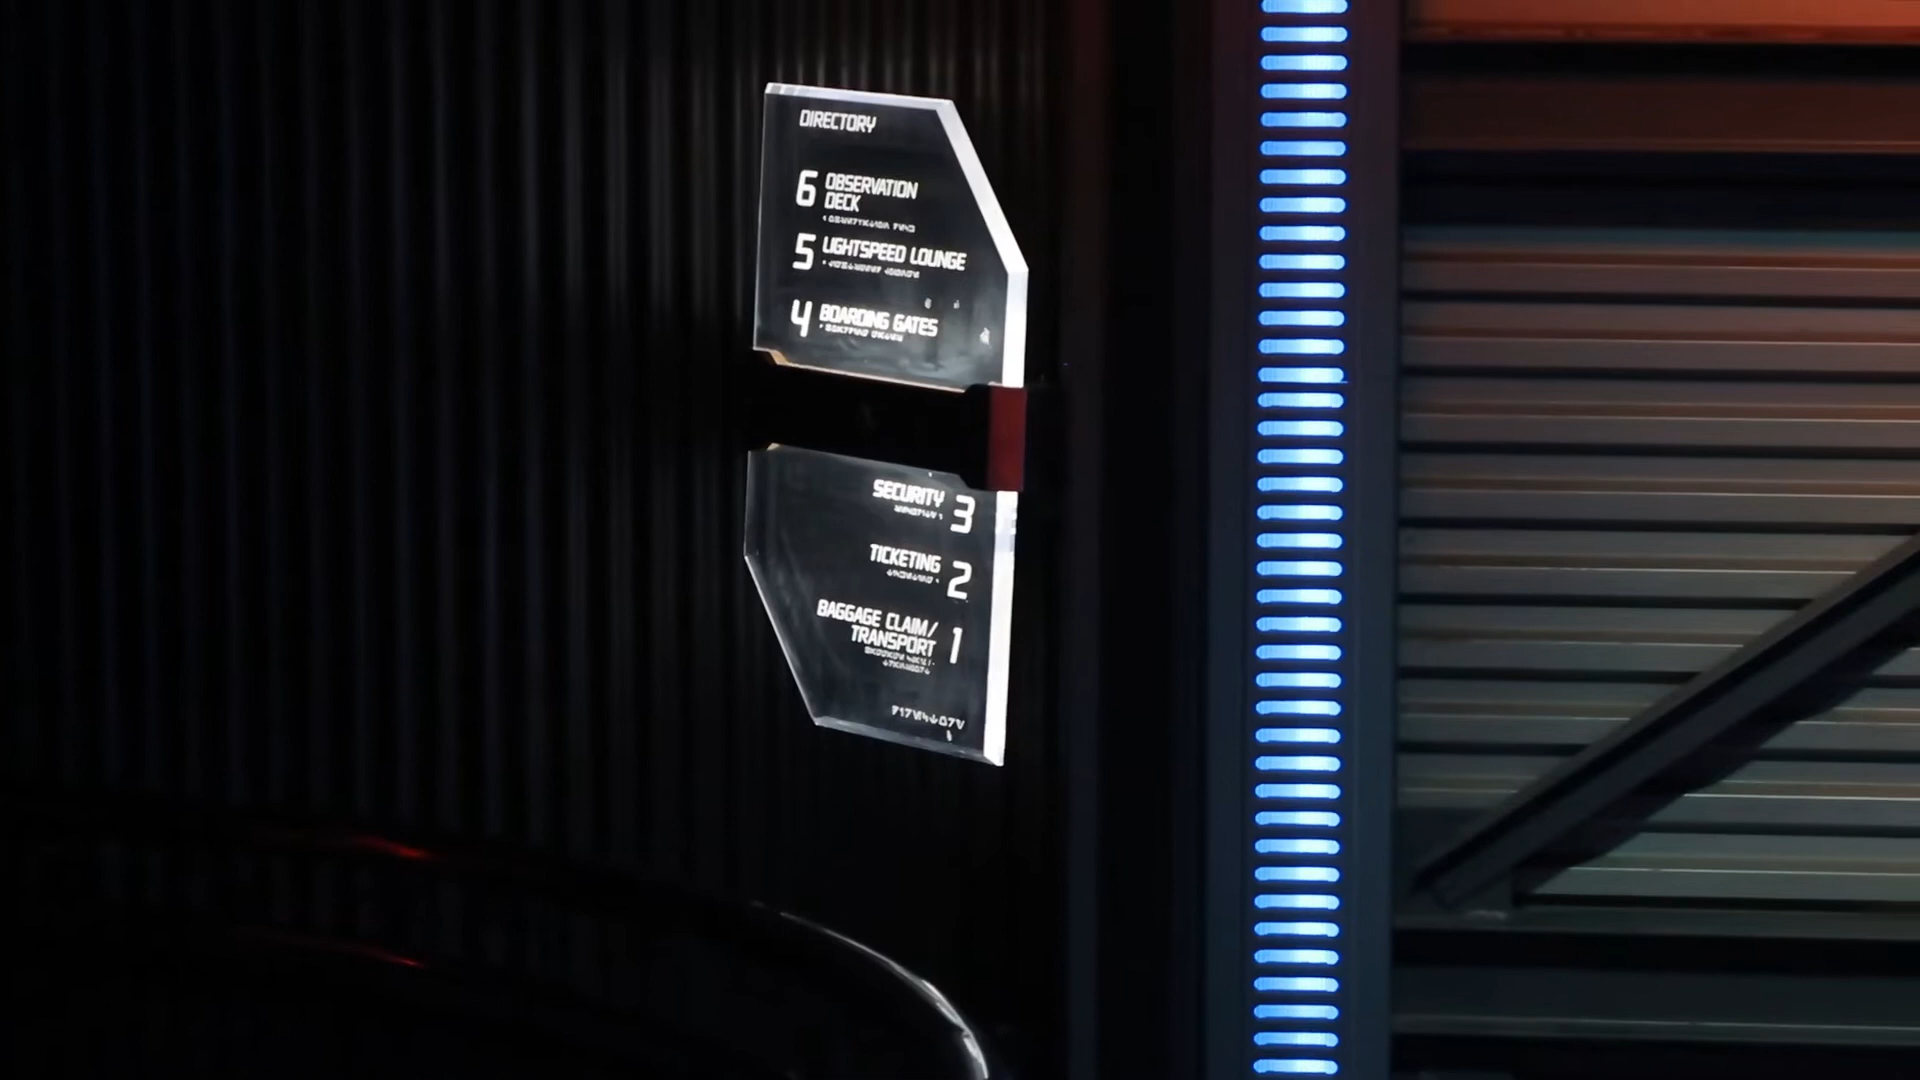 DIRECTORY
6 OBSERVATION
DECK
5 LIGHTSPEED LOUNGE
4 BOARDING GATES
SECURITY 3
TICKETING 2
BAGGAGE CLAIM/
TRANSPORT 1